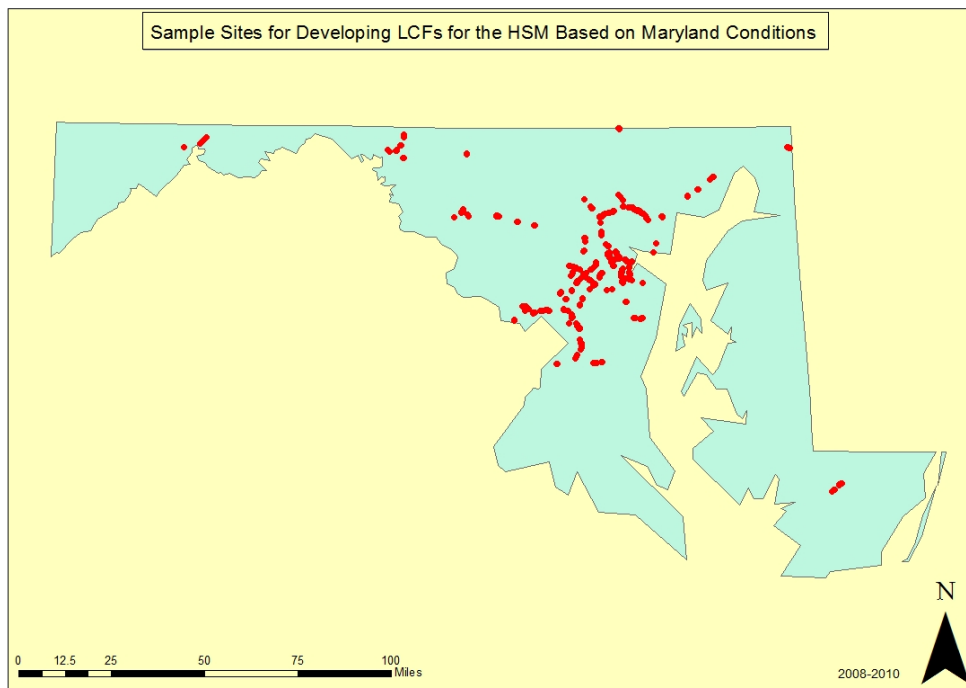 Sample Sites for Developing LCFs for the HSM Based on Maryland Conditions
N
0 12.5 25 50 75 100
Miles
2008-2010